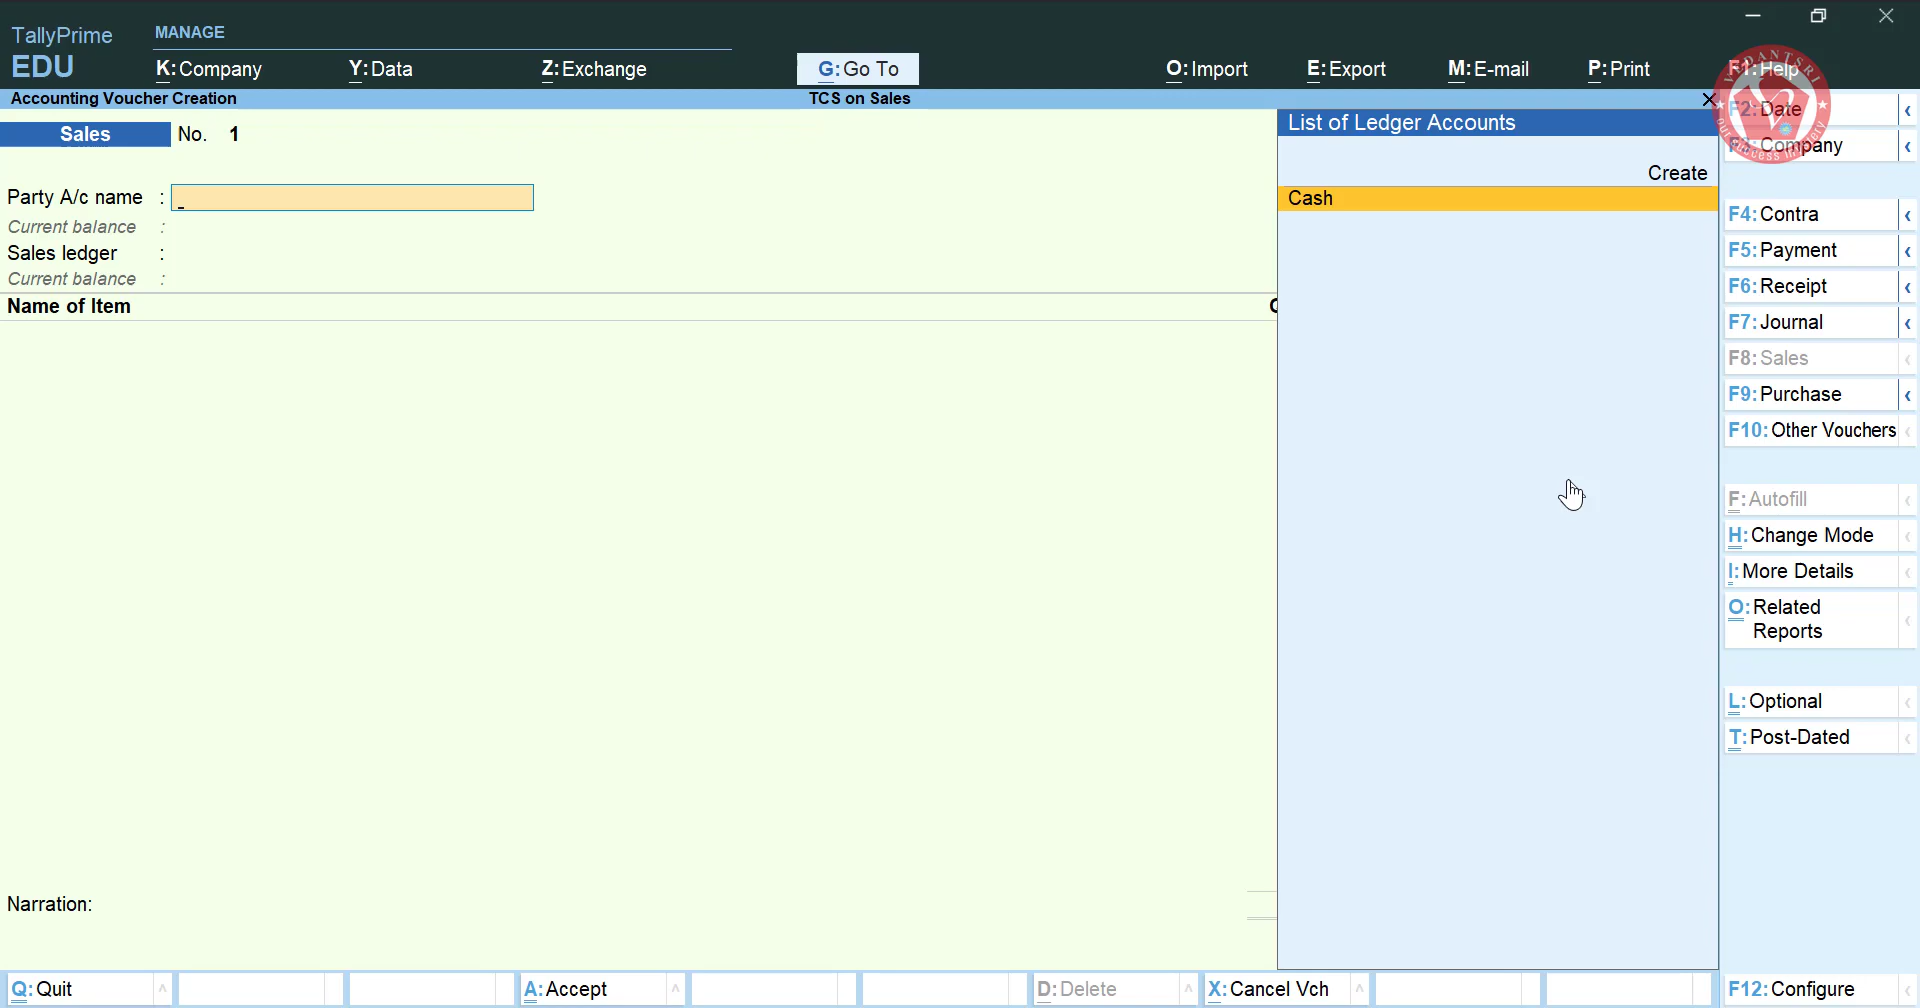 TallyPrime
EDU
MANAGE
K:Company
Y:Data
Z:Exchange
G:Go To
O:Import
E:Export
M:E-mail
P:Print
F1:Help
Accounting Voucher Creation
TCS on Sales
Sales
No. 1
Party A/c name :
Current balance :
Sales ledger :
Current balance :
Name of Item
Narration:
List of Ledger Accounts
Create
Cash
F2:Date
Company
F4:Contra
F5:Payment
F6:Receipt
F7:Journal
F8:Sales
F9:Purchase
F10:Other Vouchers
F:Autofill
H:Change Mode
I:More Details
O:Related
Reports
L:Optional
T:Post-Dated
Q:Quit
A:Accept
D:Delete
X:Cancel Vch
F12:Configure